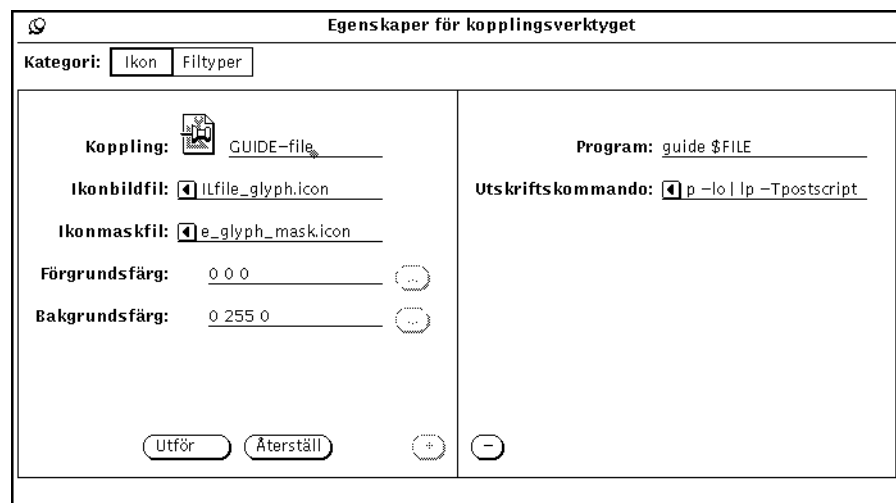 Egenskaper för kopplingsverktyget
Kategori: Ikon Filtyper
Koppling: GUIDE-file
Ikonbildfil: ILfile_glyph.icon
Ikonmaskfil: e_glyph_mask.icon
Förgrundsfärg: 0 0 0 ...
Bakgrundsfärg: 0 255 0 ...
Utför Återställ +
Program: guide $FILE
Utskriftskommando: p -lo | lp -Tpostscript
−